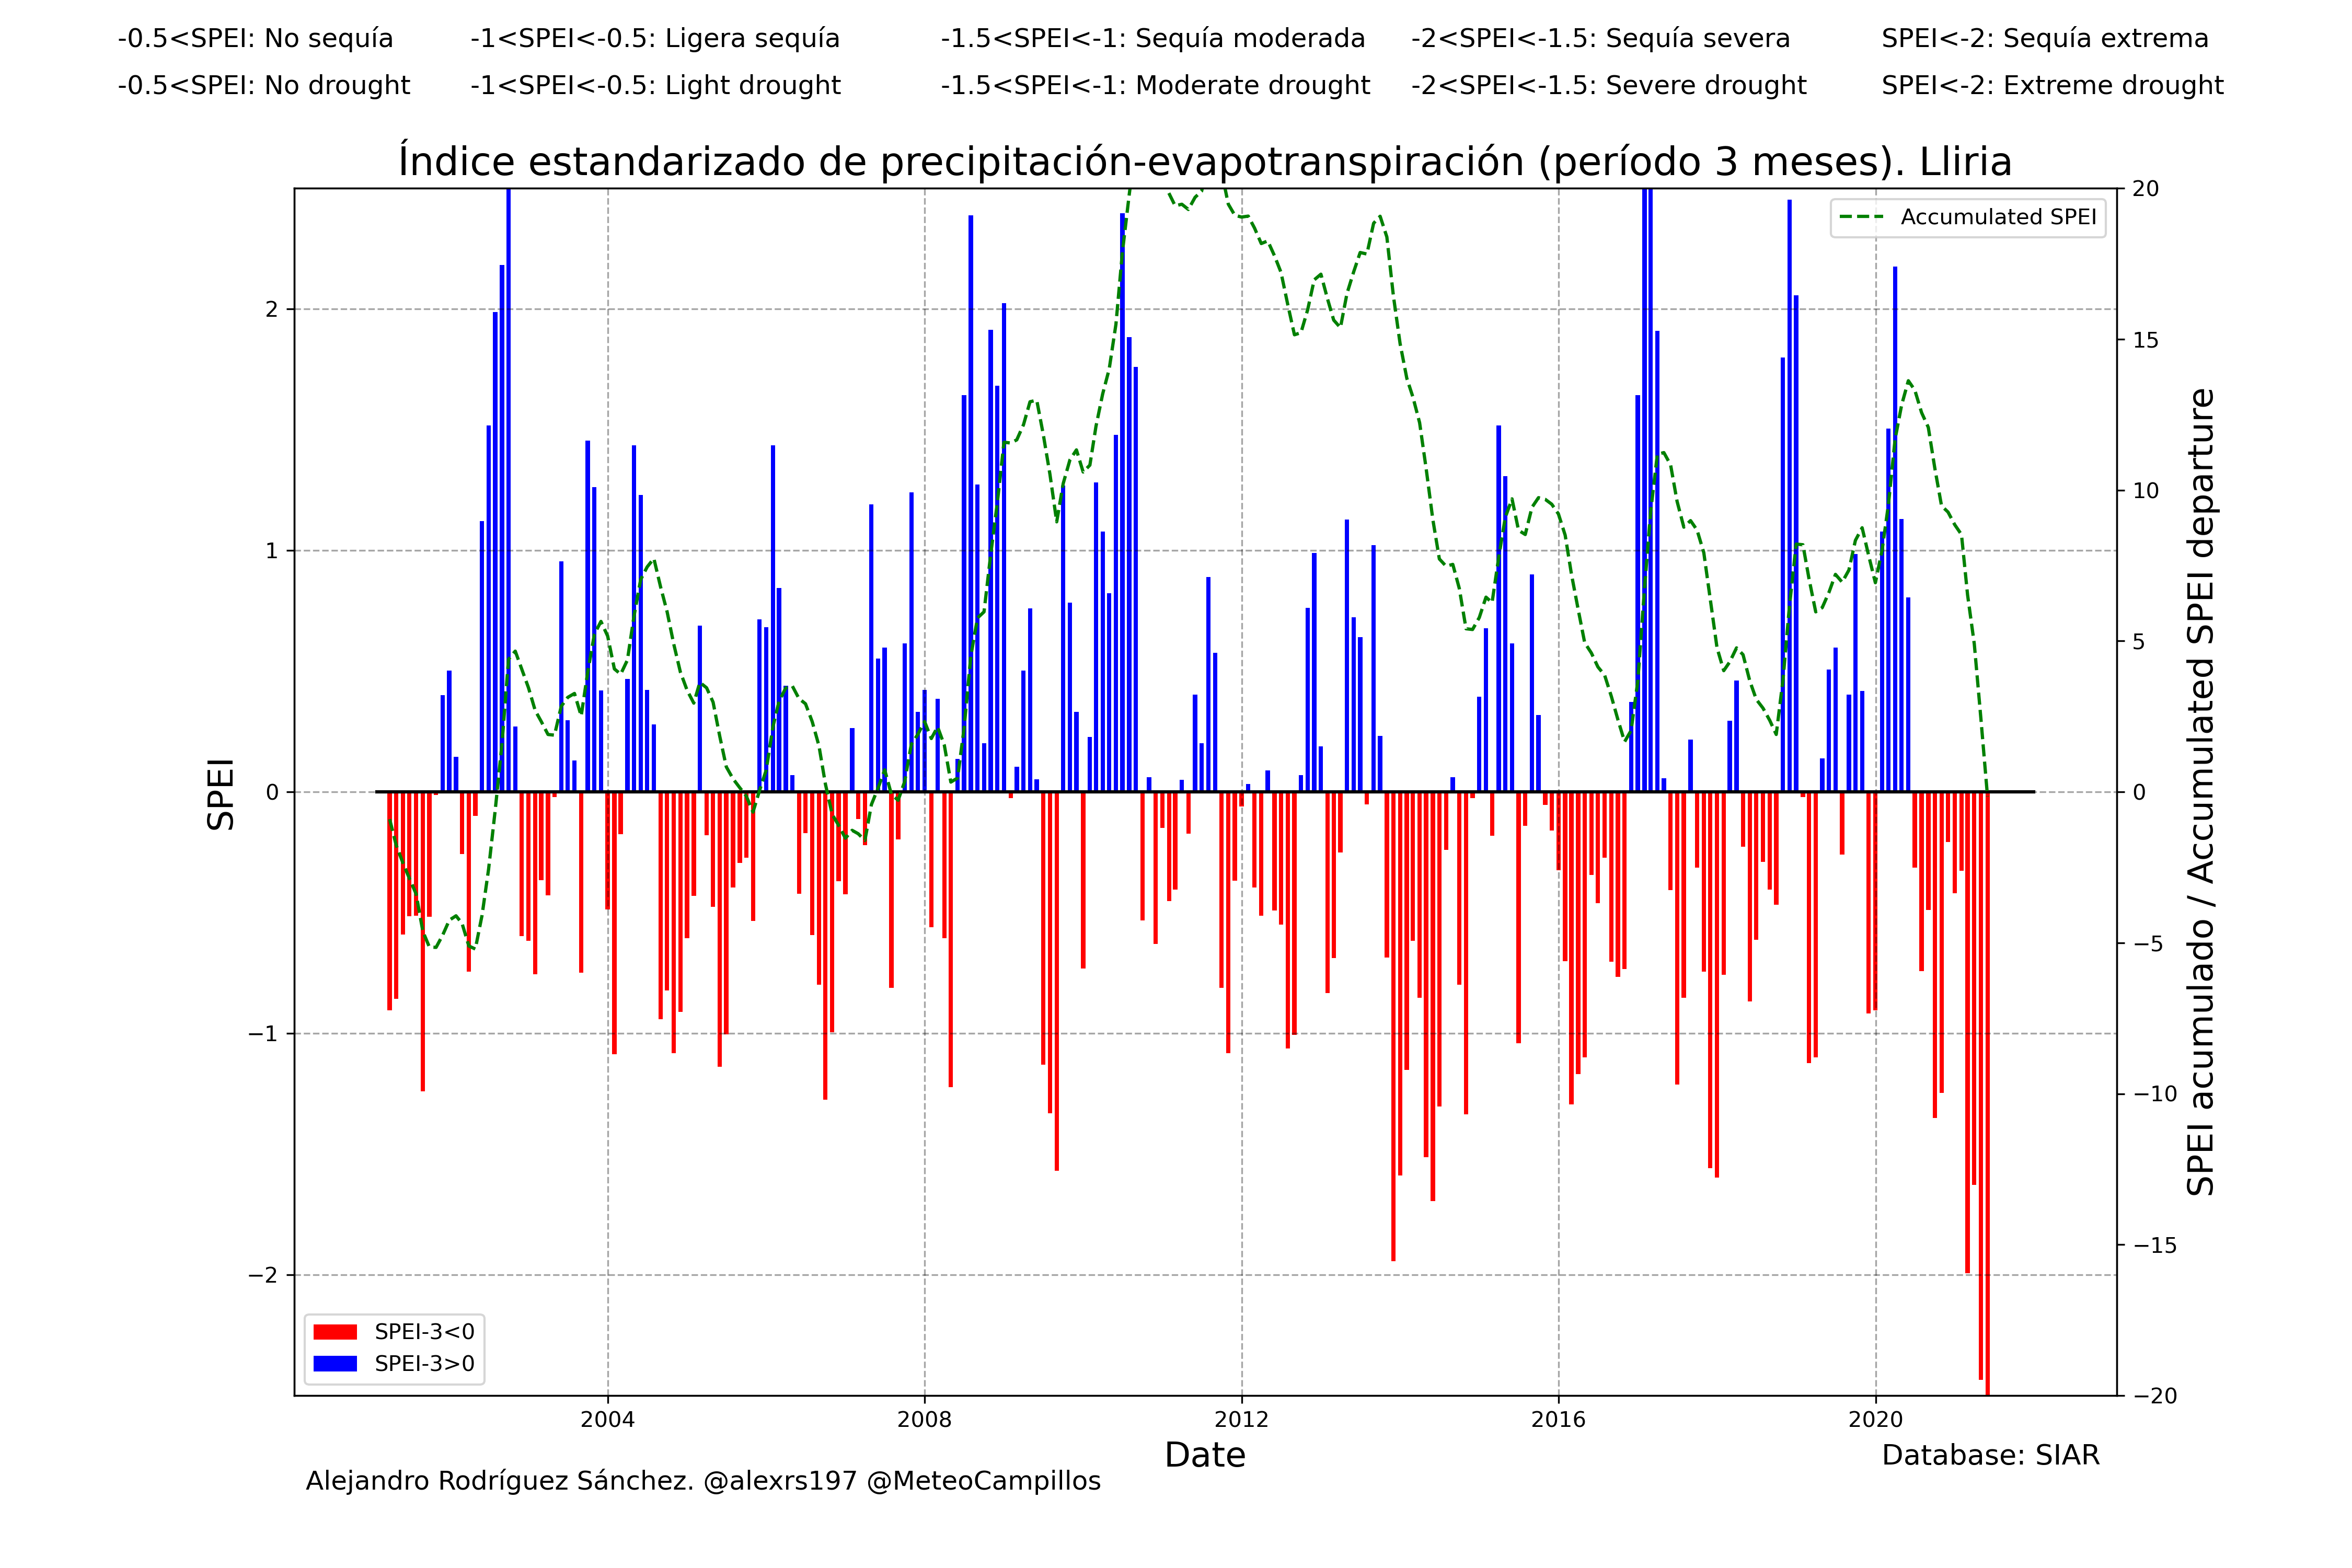 -0.5<SPEI: No sequía -1<SPEI<-0.5: Ligera sequía -1.5<SPEI<-1: Sequía moderada -2<SPEI<-1.5: Sequía severa SPEI<-2: Sequía extrema
-0.5<SPEI: No drought -1<SPEI<-0.5: Light drought -1.5<SPEI<-1: Moderate drought -2<SPEI<-1.5: Severe drought SPEI<-2: Extreme drought
Índice estandarizado de precipitación-evapotranspiración (período 3 meses). Lliria
Accumulated SPEI
SPEI
2
1
0
−1
−2
20
15
10
5
0
−5
−10
−15
−20
SPEI acumulado / Accumulated SPEI departure
SPEI-3<0
SPEI-3>0
2004 2008 2012 2016 2020
Date
Database: SIAR
Alejandro Rodríguez Sánchez. @alexrs197 @MeteoCampillos